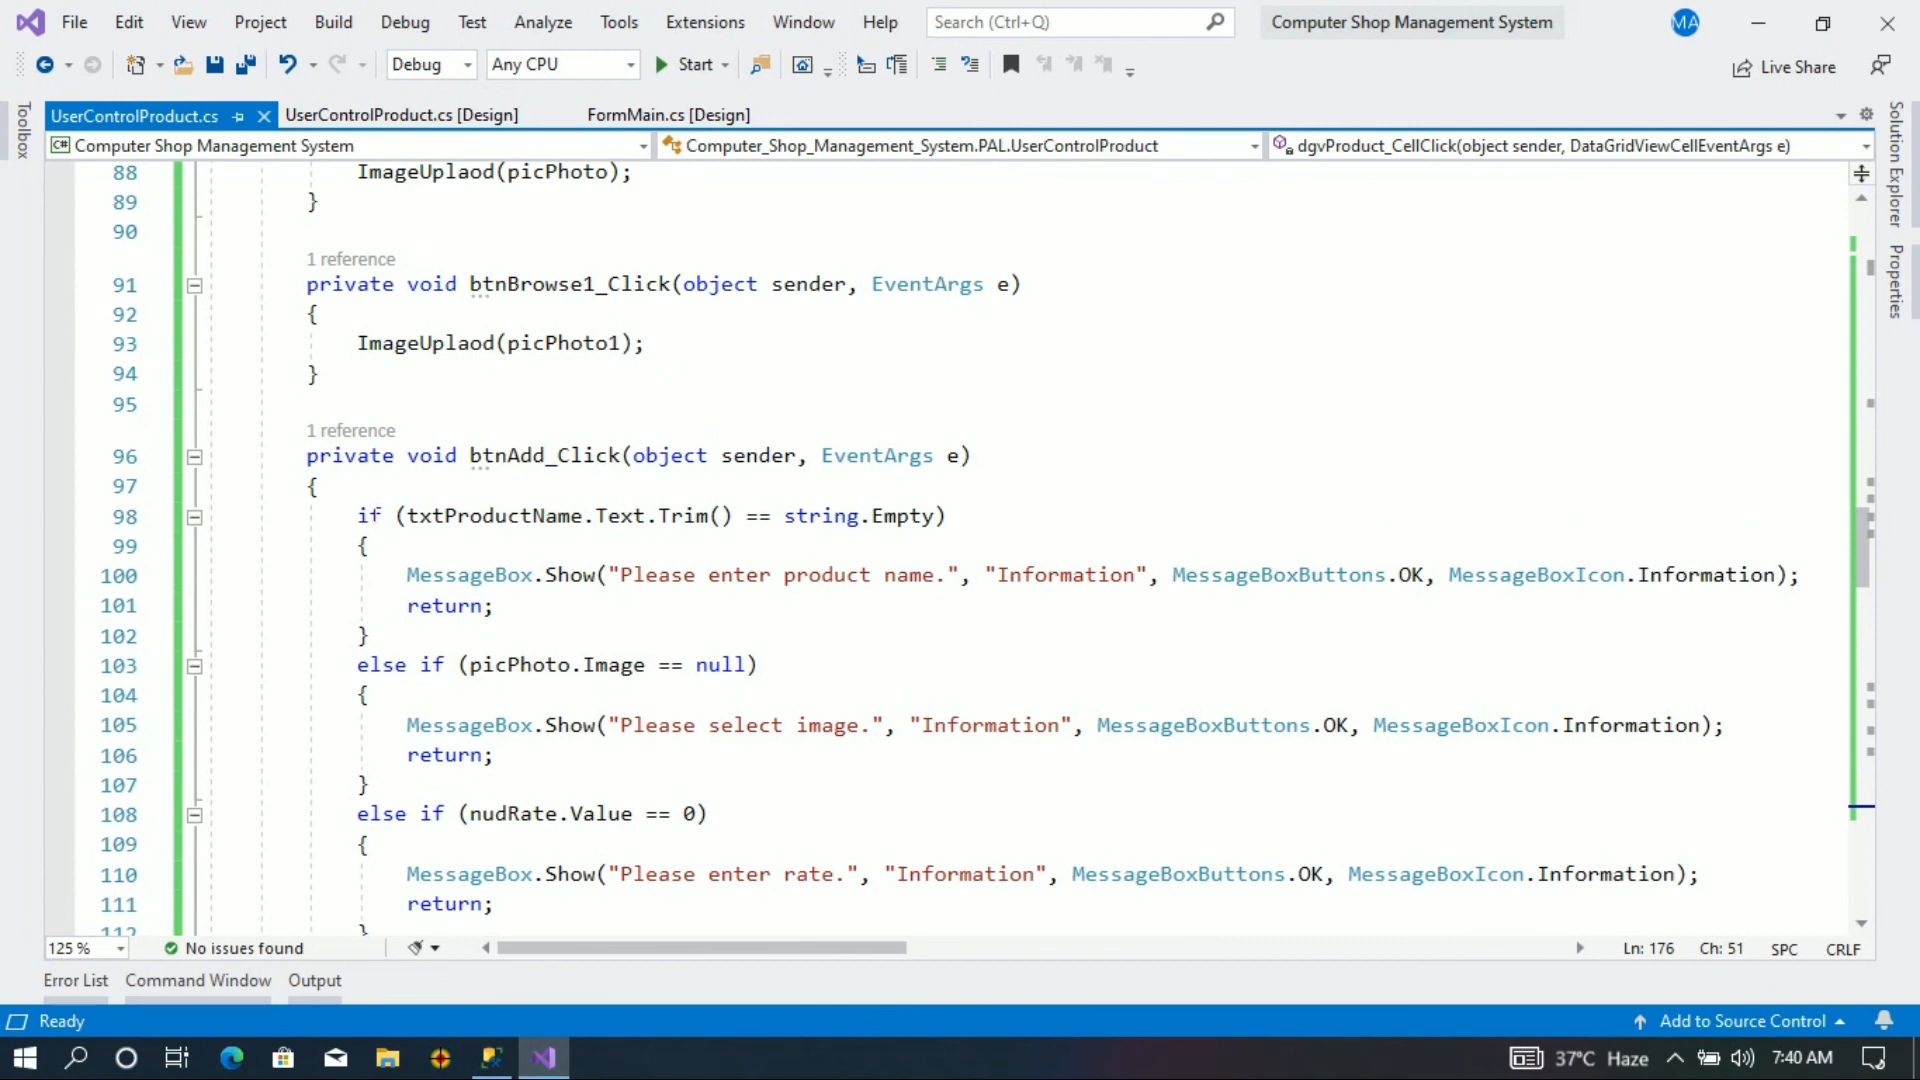 File Edit View Project Build Debug Test Analyze Tools Extensions Window Help Search (Ctrl+Q) Computer Shop Management System MA
Debug Any CPU Start Live Share
Toolbox
UserControlProduct.cs UserControlProduct.cs [Design] FormMain.cs [Design]
C# Computer Shop Management System Computer_Shop_Management_System.PAL.UserControlProduct dgvProduct_CellClick(object sender, DataGridViewCellEventArgs e)
Solution Explorer
Properties
88 ImageUplaod(picPhoto);
89 }
90
1 reference
91 private void btnBrowse1_Click(object sender, EventArgs e)
92 {
93 ImageUplaod(picPhoto1);
94 }
95
1 reference
96 private void btnAdd_Click(object sender, EventArgs e)
97 {
98 if (txtProductName.Text.Trim() == string.Empty)
99 {
100 MessageBox.Show("Please enter product name.", "Information", MessageBoxButtons.OK, MessageBoxIcon.Information);
101 return;
102 }
103 else if (picPhoto.Image == null)
104 {
105 MessageBox.Show("Please select image.", "Information", MessageBoxButtons.OK, MessageBoxIcon.Information);
106 return;
107 }
108 else if (nudRate.Value == 0)
109 {
110 MessageBox.Show("Please enter rate.", "Information", MessageBoxButtons.OK, MessageBoxIcon.Information);
111 return;
112 }
125 % No issues found Ln: 176 Ch: 51 SPC CRLF
Error List Command Window Output
Ready Add to Source Control
37°C Haze 7:40 AM